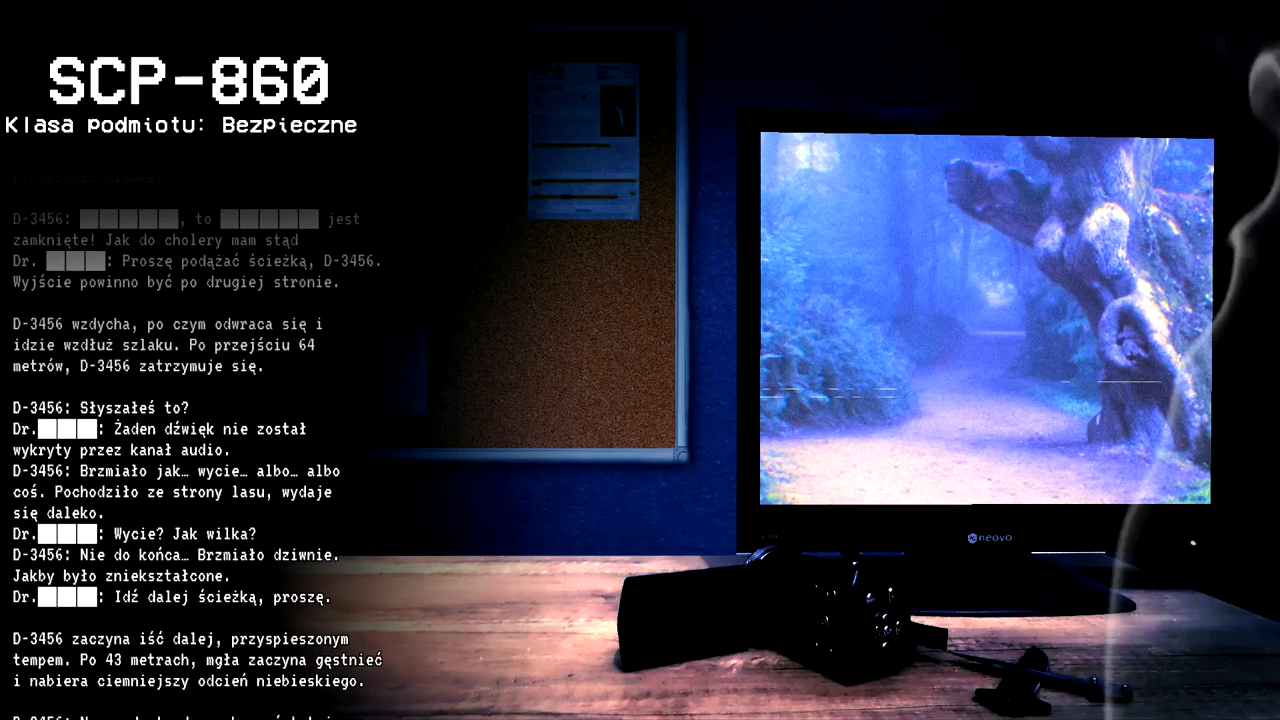 SCP-860
Klasa podmiotu: Bezpieczne
D-3456: ███████, to ███████ jest
zamknięte! Jak do cholery mam stąd
Dr. ████: Proszę podążać ścieżką, D-3456.
Wyjście powinno być po drugiej stronie.
D-3456 wzdycha, po czym odwraca się i
idzie wzdłuż szlaku. Po przejściu 64
metrów, D-3456 zatrzymuje się.
D-3456: Słyszałeś to?
Dr.████: Żaden dźwięk nie został
wykryty przez kanał audio.
D-3456: Brzmiało jak… wycie… albo… albo
coś. Pochodziło ze strony lasu, wydaje
się daleko.
Dr.████: Wycie? Jak wilka?
D-3456: Nie do końca… Brzmiało dziwnie.
Jakby było zniekształcone.
Dr.████: Idź dalej ścieżką, proszę.
D-3456 zaczyna iść dalej, przyspieszonym
tempem. Po 43 metrach, mgła zaczyna gęstnieć
i nabiera ciemniejszy odcień niebieskiego.
neovo